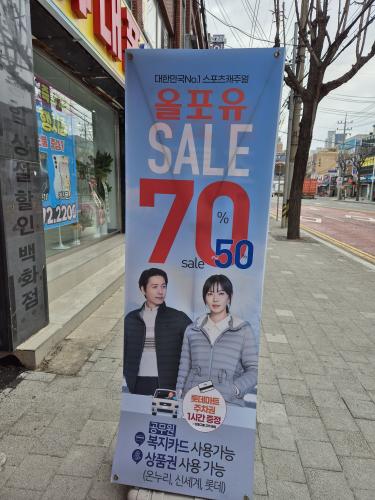 대한민국No.1 스포츠캐주얼
올포유
SALE
70%
sale 50%
롯데마트
주차권
1시간 증정
공무원
복지카드 사용가능
상품권 사용 가능
(온누리, 신세계, 롯데)
상설할인백화점